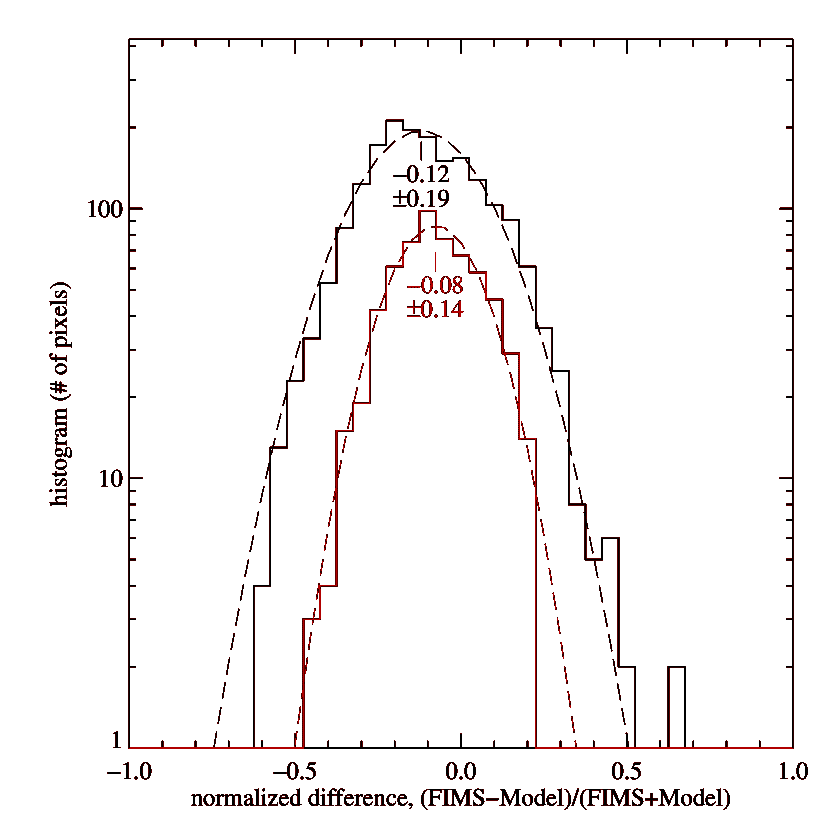 −0.12
±0.19
100
−0.08
±0.14
histogram (# of pixels)
10
1
−1.0 −0.5 0.0 0.5 1.0
normalized difference, (FIMS−Model)/(FIMS+Model)